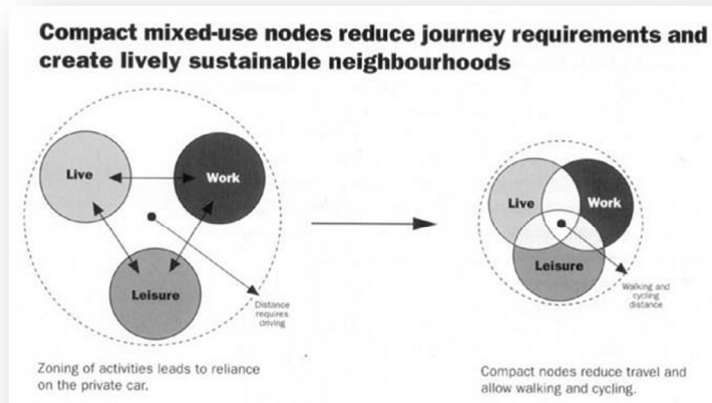 Compact mixed-use nodes reduce journey requirements and
create lively sustainable neighbourhoods
Live
Work
Leisure
Distance
requires
driving
Zoning of activities leads to reliance
on the private car.
Live
Work
Leisure
Walking and
cycling
distance
Compact nodes reduce travel and
allow walking and cycling.